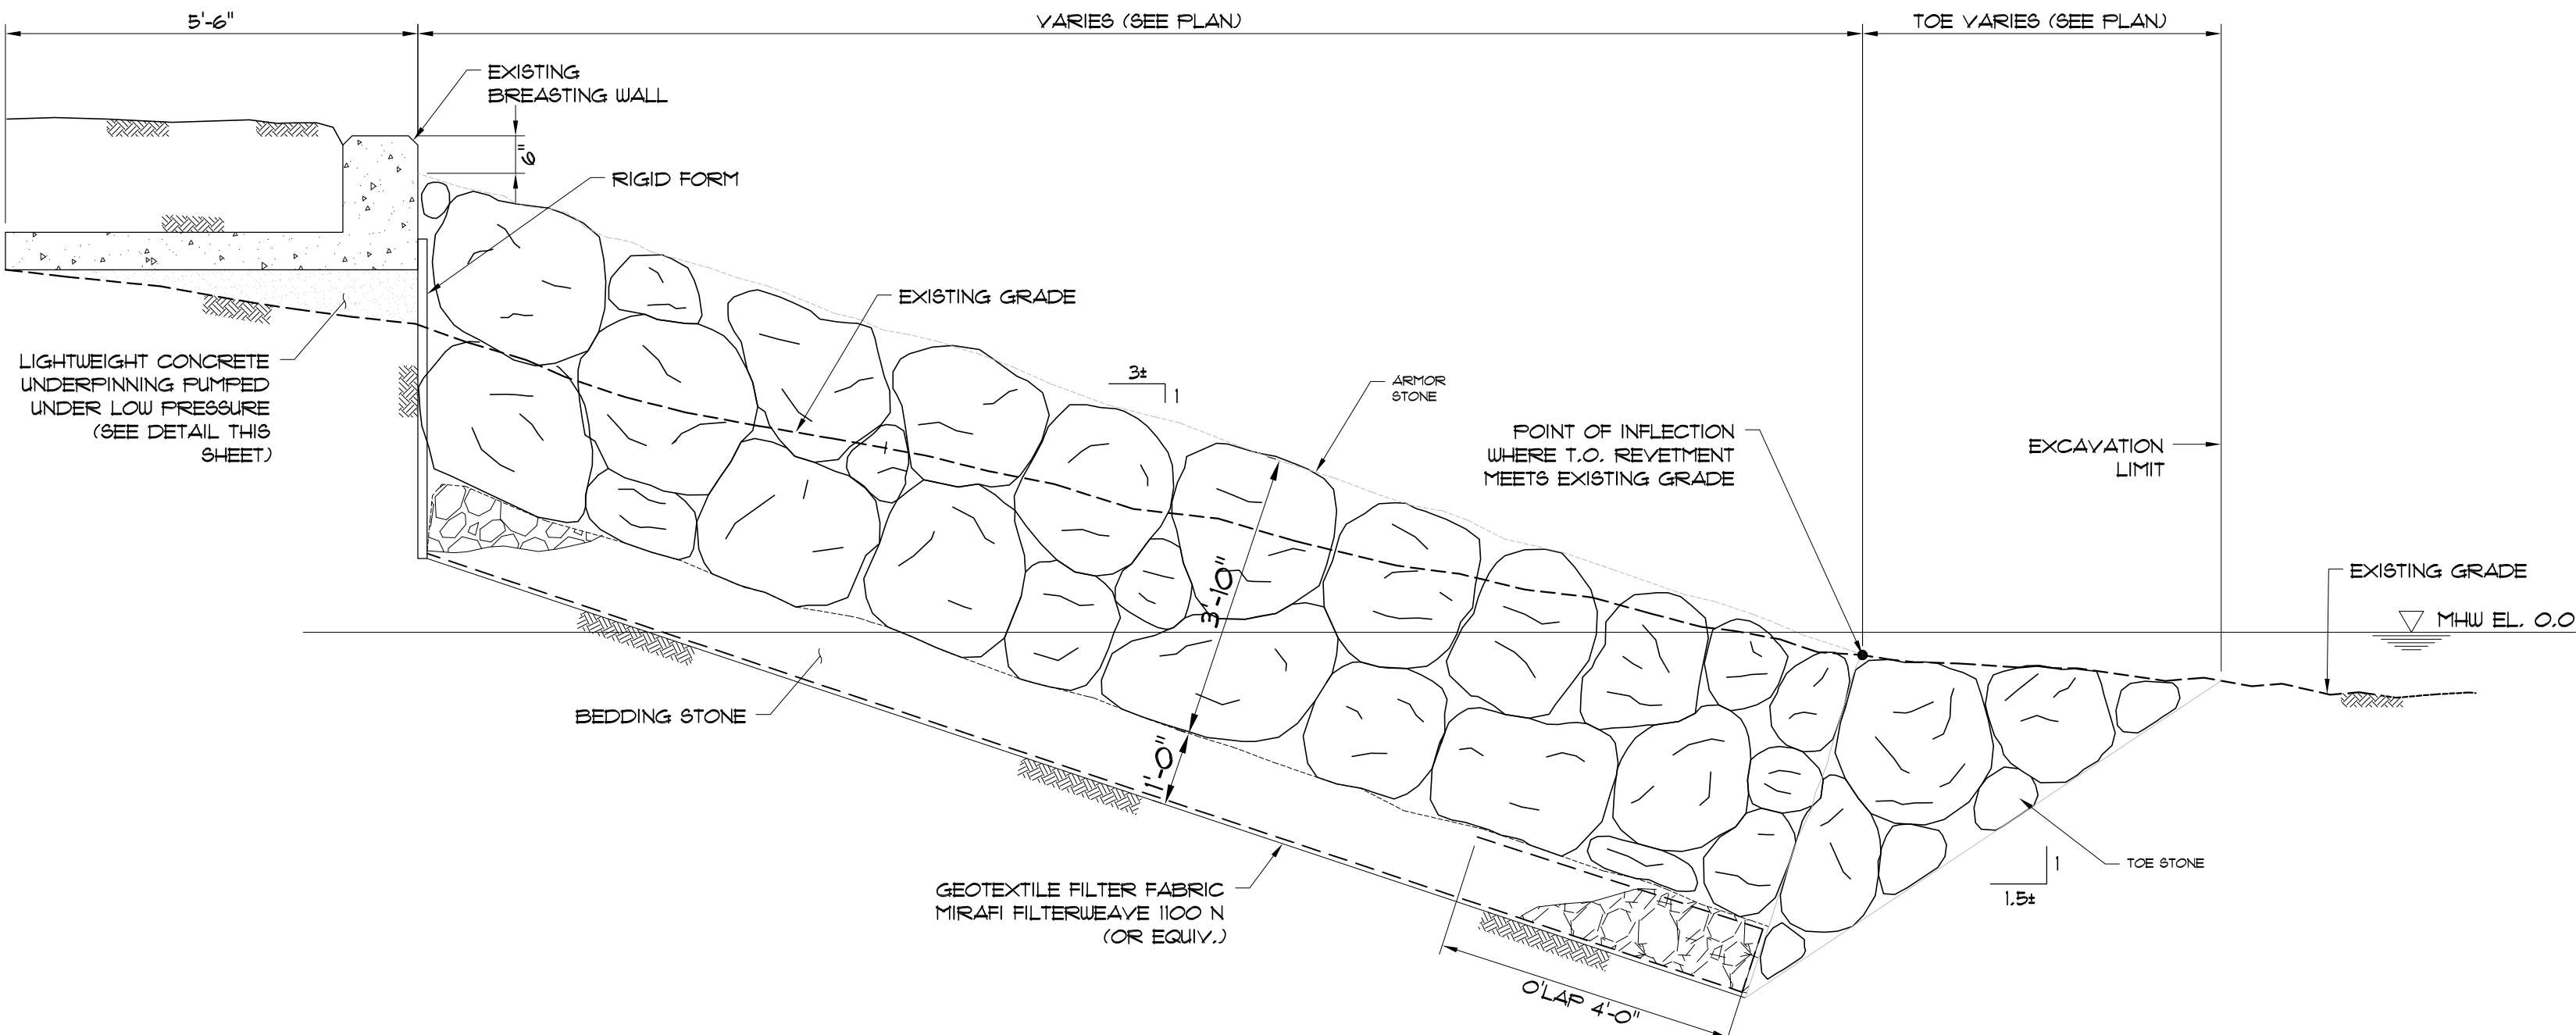 5'-6"
VARIES (SEE PLAN)
TOE VARIES (SEE PLAN)
EXISTING
BREASTING WALL
6"
RIGID FORM
EXISTING GRADE
LIGHTWEIGHT CONCRETE
UNDERPINNING PUMPED
UNDER LOW PRESSURE
(SEE DETAIL THIS
SHEET)
3±
1
ARMOR
STONE
POINT OF INFLECTION
WHERE T.O. REVETMENT
MEETS EXISTING GRADE
EXCAVATION
LIMIT
EXISTING GRADE
MHW EL. 0.0
3'-10"
BEDDING STONE
1'-0"
TOE STONE
1
1.5±
GEOTEXTILE FILTER FABRIC
MIRAFI FILTERWEAVE 1100 N
(OR EQUIV.)
O'LAP 4'-0"